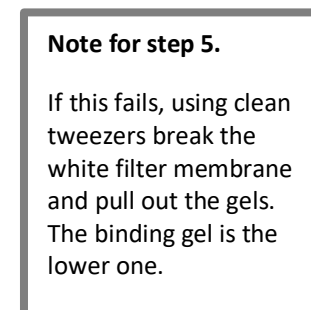 Note for step 5.
If this fails, using clean
tweezers break the
white filter membrane
and pull out the gels.
The binding gel is the
lower one.